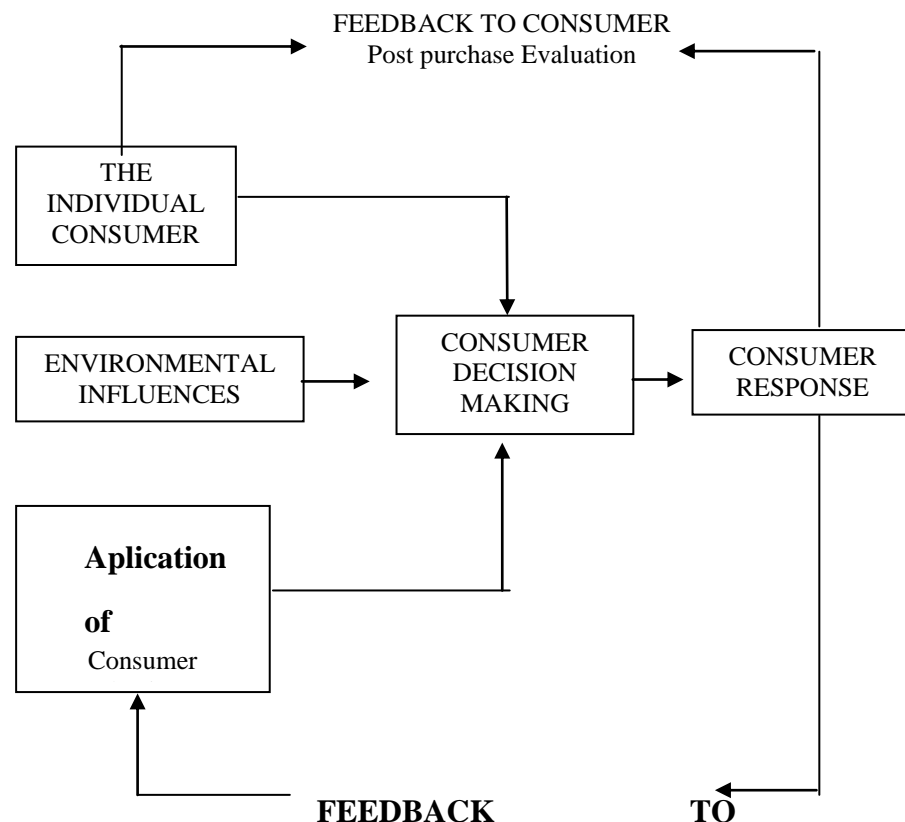 FEEDBACK TO CONSUMER
Post purchase Evaluation
THE
INDIVIDUAL
CONSUMER
ENVIRONMENTAL
INFLUENCES
CONSUMER
DECISION
MAKING
CONSUMER
RESPONSE
Aplication
of
Consumer
FEEDBACK TO